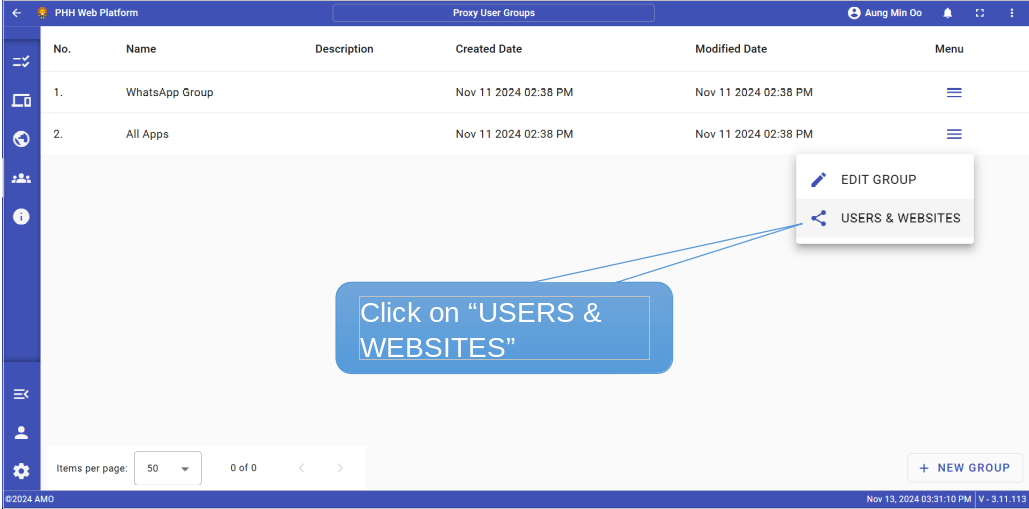 PHH Web Platform
Proxy User Groups
Aung Min Oo
No. Name Description Created Date Modified Date Menu
1. WhatsApp Group Nov 11 2024 02:38 PM Nov 11 2024 02:38 PM
2. All Apps Nov 11 2024 02:38 PM Nov 11 2024 02:38 PM
EDIT GROUP
USERS & WEBSITES
Click on “USERS &
WEBSITES”
Items per page: 50 0 of 0
+ NEW GROUP
©2024 AMO
Nov 13, 2024 03:31:10 PM V - 3.11.113